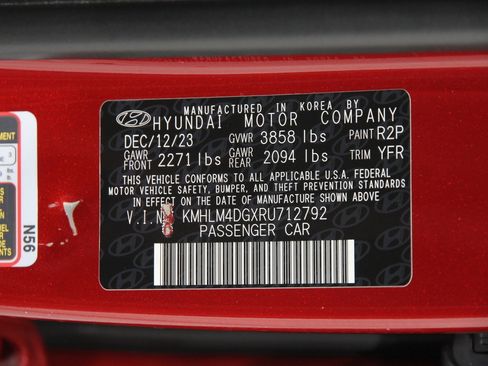 MANUFACTURED IN KOREA BY
HYUNDAI MOTOR COMPANY
DEC/12/23 GVWR 3858 lbs PAINT R2P
GAWR FRONT 2271 lbs GAWR REAR 2094 lbs TRIM YFR
THIS VEHICLE CONFORMS TO ALL APPLICABLE U.S.A. FEDERAL
MOTOR VEHICLE SAFETY, BUMPER, AND THEFT PREVENTION STANDARDS
IN EFFECT ON THE DATE OF MANUFACTURE SHOWN ABOVE
V.I.N KMHLM4DGXRU712792
PASSENGER CAR
N56